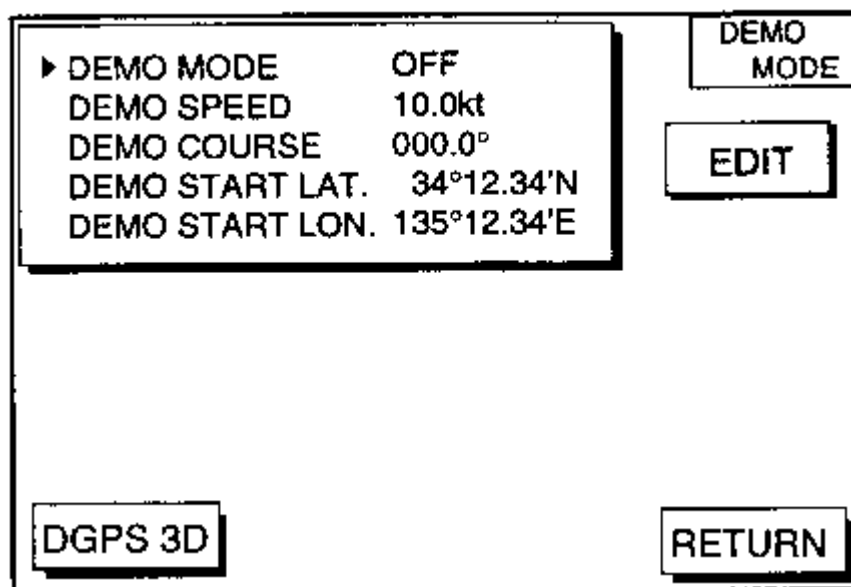 ▶ DEMO MODE OFF
DEMO SPEED 10.0kt
DEMO COURSE 000.0°
DEMO START LAT. 34°12.34'N
DEMO START LON. 135°12.34'E
DEMO
MODE
EDIT
DGPS 3D
RETURN